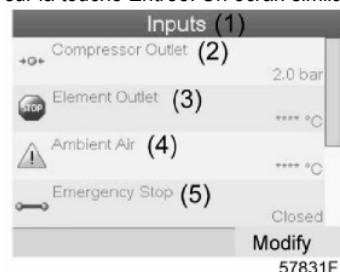 Inputs (1)
Compressor Outlet (2)
2.0 bar
STOP
Element Outlet (3)
**** °C
Ambient Air (4)
**** °C
Emergency Stop (5)
Closed
Modify
57831F